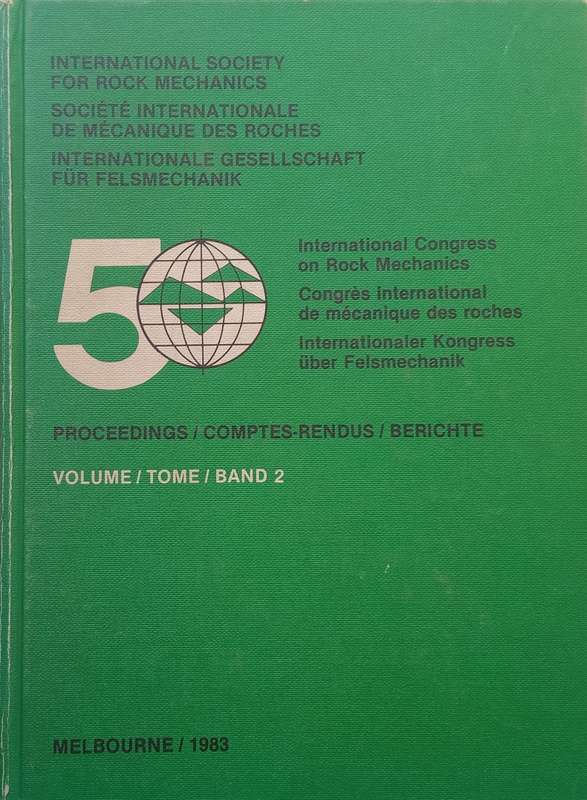 INTERNATIONAL SOCIETY
FOR ROCK MECHANICS
SOCIÉTÉ INTERNATIONALE
DE MÉCANIQUE DES ROCHES
INTERNATIONALE GESELLSCHAFT
FÜR FELSMECHANIK
5
International Congress
on Rock Mechanics
Congrès international
de mécanique des roches
Internationaler Kongress
über Felsmechanik
PROCEEDINGS / COMPTES-RENDUS / BERICHTE
VOLUME / TOME / BAND 2
MELBOURNE / 1983